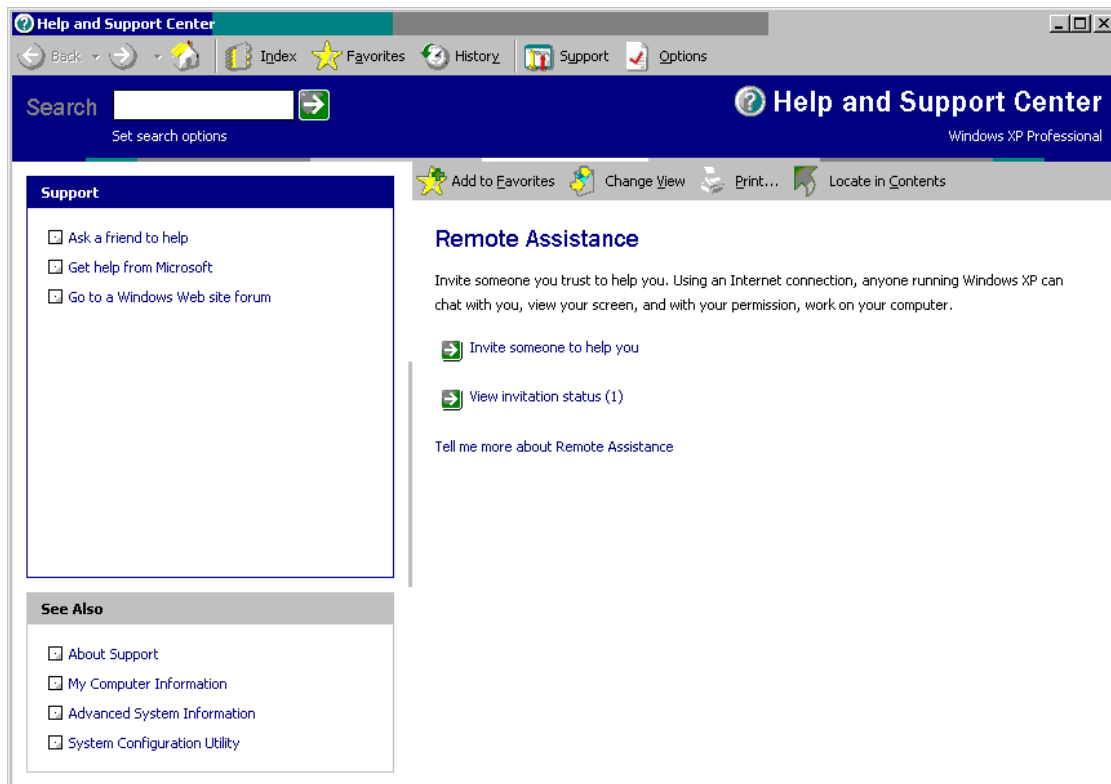 Help and Support Center
Back Index Favorites History Support Options
Search
Set search options
Help and Support Center
Windows XP Professional
Support
Ask a friend to help
Get help from Microsoft
Go to a Windows Web site forum
See Also
About Support
My Computer Information
Advanced System Information
System Configuration Utility
Add to Favorites Change View Print... Locate in Contents
Remote Assistance
Invite someone you trust to help you. Using an Internet connection, anyone running Windows XP can
chat with you, view your screen, and with your permission, work on your computer.
Invite someone to help you
View invitation status (1)
Tell me more about Remote Assistance